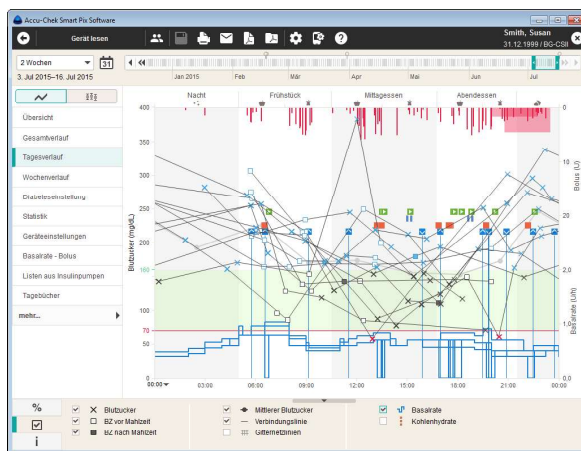 Accu-Chek Smart Pix Software
Gerät lesen
Smith, Susan
31.12.1999 / BG-CSII
2 Wochen
31
3. Jul 2015–16. Jul 2015
Jan 2015 Feb Mär Apr Mai Jun Jul
Übersicht
Gesamtverlauf
Tagesverlauf
Wochenverlauf
Diabeteseinstellung
Statistik
Geräteeinstellungen
Basalrate - Bolus
Listen aus Insulinpumpen
Tagebücher
mehr...
Nacht Frühstück Mittagessen Abendessen
Blutzucker (mg/dL)
400
350
300
250
200
160
100
70
50
0
Bolus (U)
0
10
20
Basalrate (U/h)
2,0
1,0
0,0
00:00 03:00 06:00 09:00 12:00 15:00 18:00 21:00 00:00
%
i
Blutzucker
BZ vor Mahlzeit
BZ nach Mahlzeit
Mittlerer Blutzucker
Verbindungslinie
Gitternetzlinien
Basalrate
Kohlenhydrate